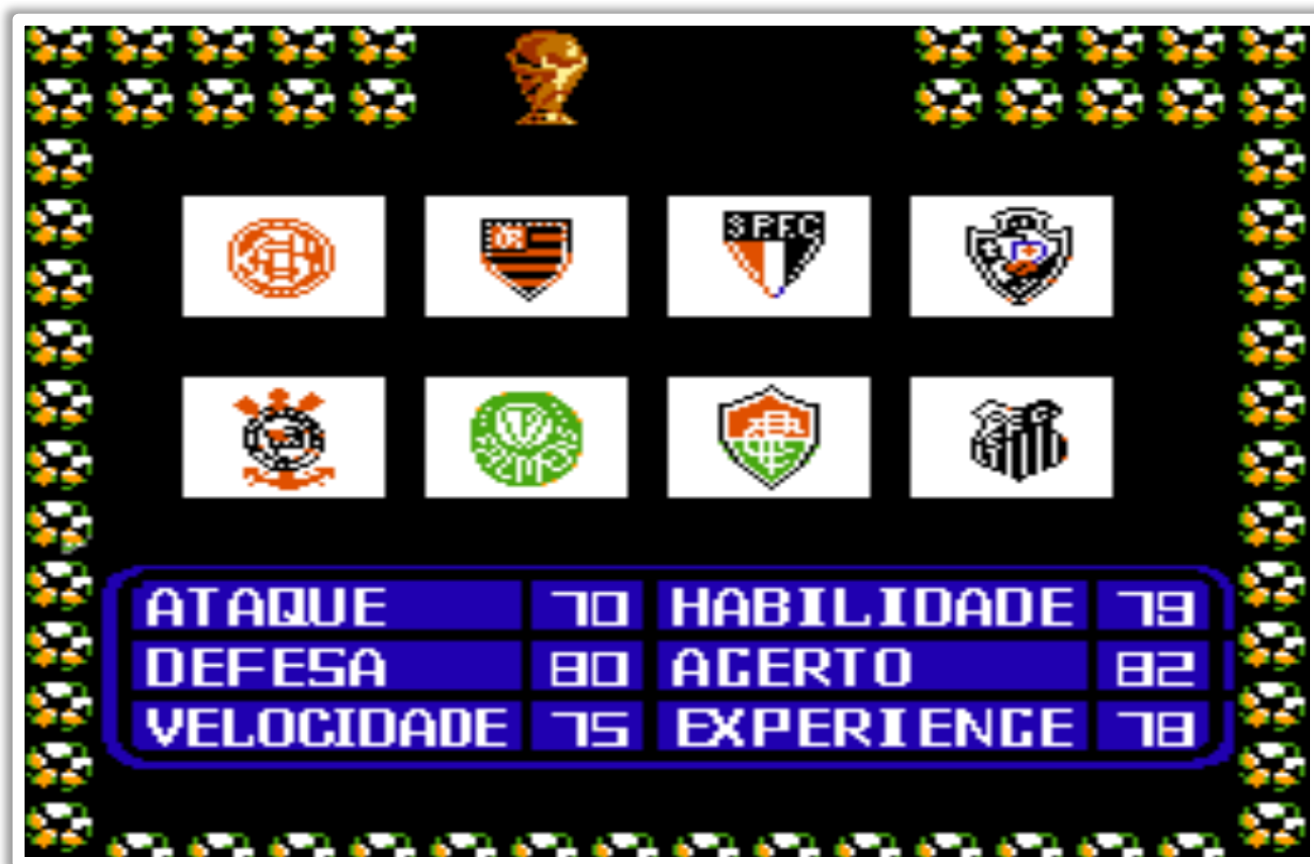 S P.F.C
ATAQUE 70 HABILIDADE 79
DEFESA 80 ACERTO 82
VELOCIDADE 75 EXPERIENCE 78